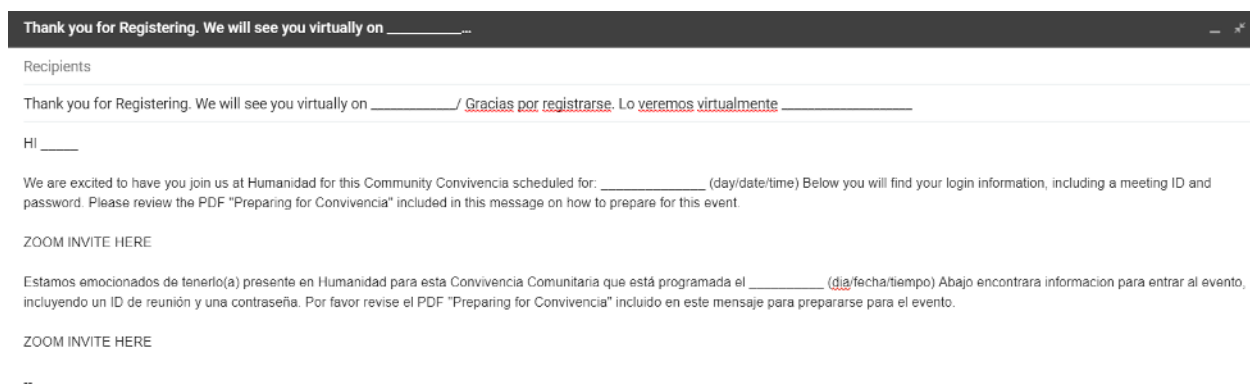 Thank you for Registering. We will see you virtually on __________...
Recipients
Thank you for Registering. We will see you virtually on ___________/ Gracias por registrarse. Lo veremos virtualmente _________________
HI _____
We are excited to have you join us at Humanidad for this Community Convivencia scheduled for: ______________ (day/date/time) Below you will find your login information, including a meeting ID and
password. Please review the PDF "Preparing for Convivencia" included in this message on how to prepare for this event.
ZOOM INVITE HERE
Estamos emocionados de tenerlo(a) presente en Humanidad para esta Convivencia Comunitaria que está programada el __________ (dia/fecha/tiempo) Abajo encontrara informacion para entrar al evento,
incluyendo un ID de reunión y una contraseña. Por favor revise el PDF "Preparing for Convivencia" incluido en este mensaje para prepararse para el evento.
ZOOM INVITE HERE
--